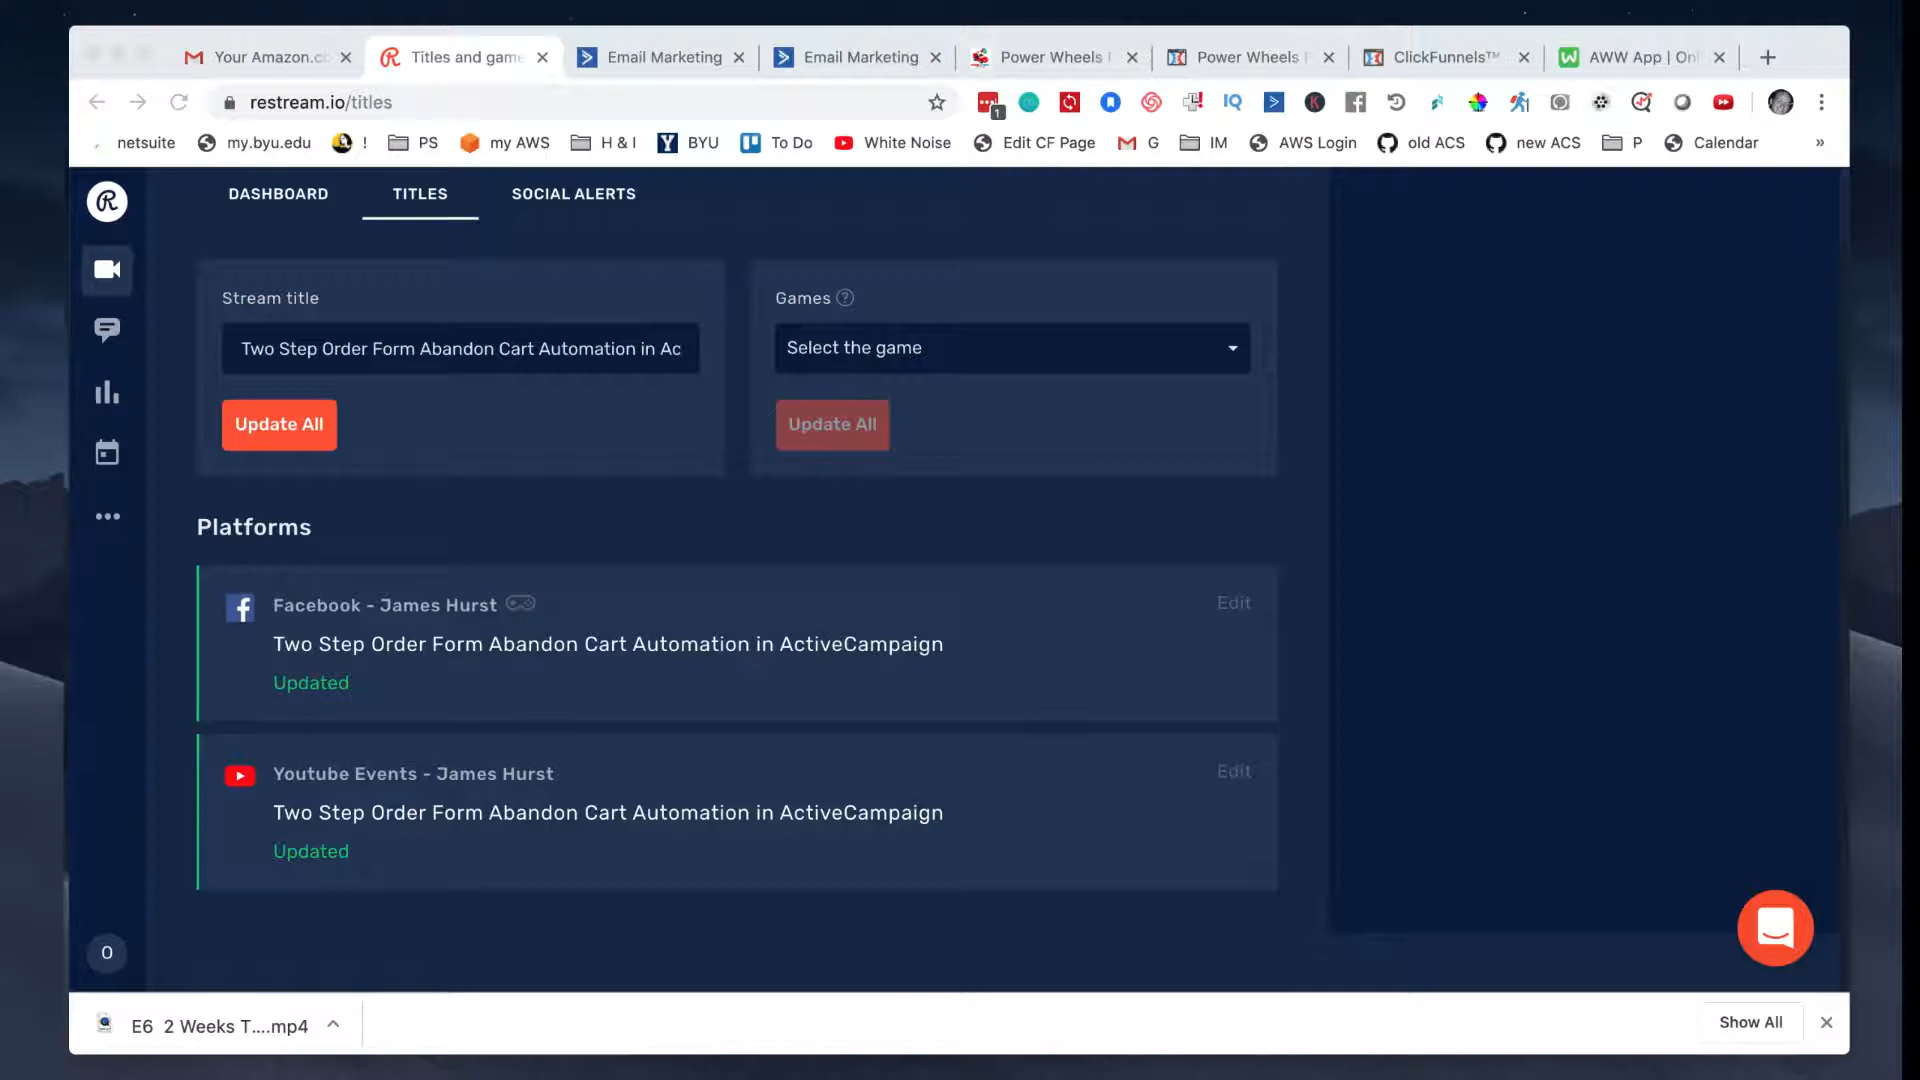 Your Amazon.co
Titles and game
Email Marketing
Email Marketing
Power Wheels
Power Wheels
ClickFunnels™
AWW App | Onl
restream.io/titles
1
IQ
K
netsuite
my.byu.edu
!
PS
my AWS
H & I
BYU
To Do
White Noise
Edit CF Page
G
IM
AWS Login
old ACS
new ACS
P
Calendar
»
DASHBOARD
TITLES
SOCIAL ALERTS
Stream title
Games ?
Two Step Order Form Abandon Cart Automation in Ac
Select the game
Update All
Update All
Platforms
Facebook - James Hurst
Edit
Two Step Order Form Abandon Cart Automation in ActiveCampaign
Updated
Youtube Events - James Hurst
Edit
Two Step Order Form Abandon Cart Automation in ActiveCampaign
Updated
0
E6 2 Weeks T....mp4
Show All